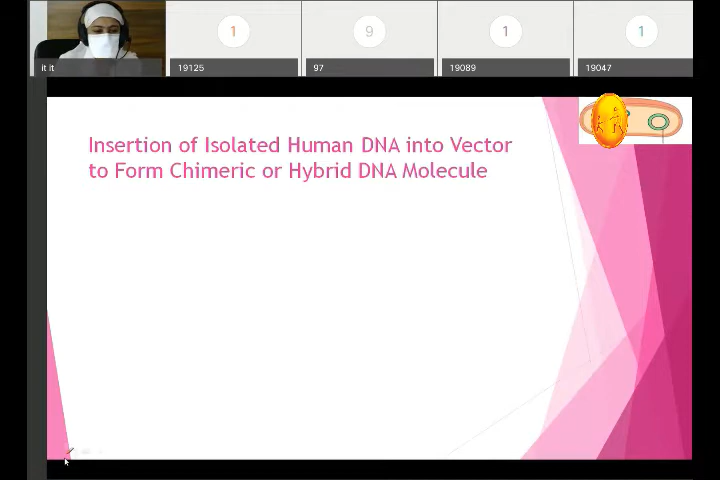 it it
19125
97
19089
19047
1
9
1
1
Insertion of Isolated Human DNA into Vector
to Form Chimeric or Hybrid DNA Molecule